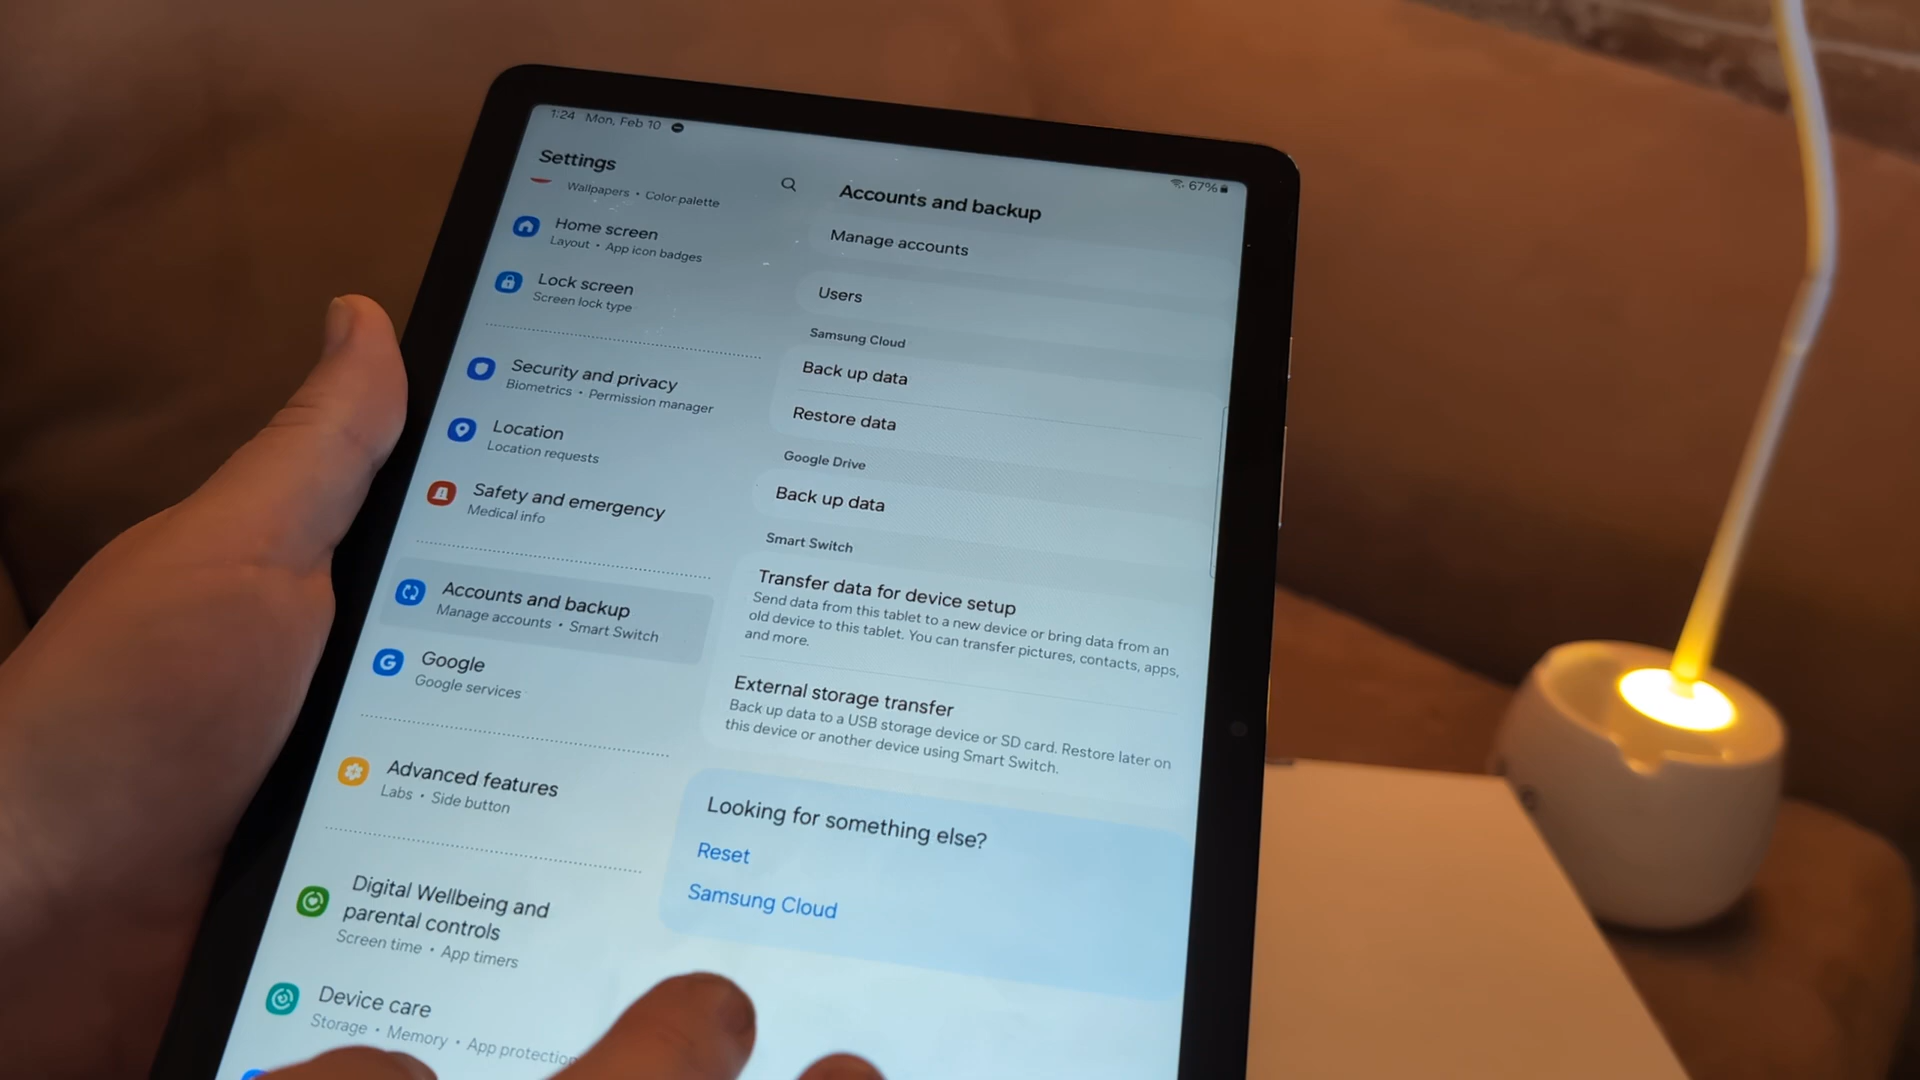 1:24 Mon, Feb 10
67%
Settings
Wallpapers • Color palette
Home screen
Layout • App icon badges
Lock screen
Screen lock type
Security and privacy
Biometrics • Permission manager
Location
Location requests
Safety and emergency
Medical info
Accounts and backup
Manage accounts • Smart Switch
Google
Google services
Advanced features
Labs • Side button
Digital Wellbeing and
parental controls
Screen time • App timers
Device care
Storage • Memory • App protection
Accounts and backup
Manage accounts
Users
Samsung Cloud
Back up data
Restore data
Google Drive
Back up data
Smart Switch
Transfer data for device setup
Send data from this tablet to a new device or bring data from an
old device to this tablet. You can transfer pictures, contacts, apps,
and more.
External storage transfer
Back up data to a USB storage device or SD card. Restore later on
this device or another device using Smart Switch.
Looking for something else?
Reset
Samsung Cloud